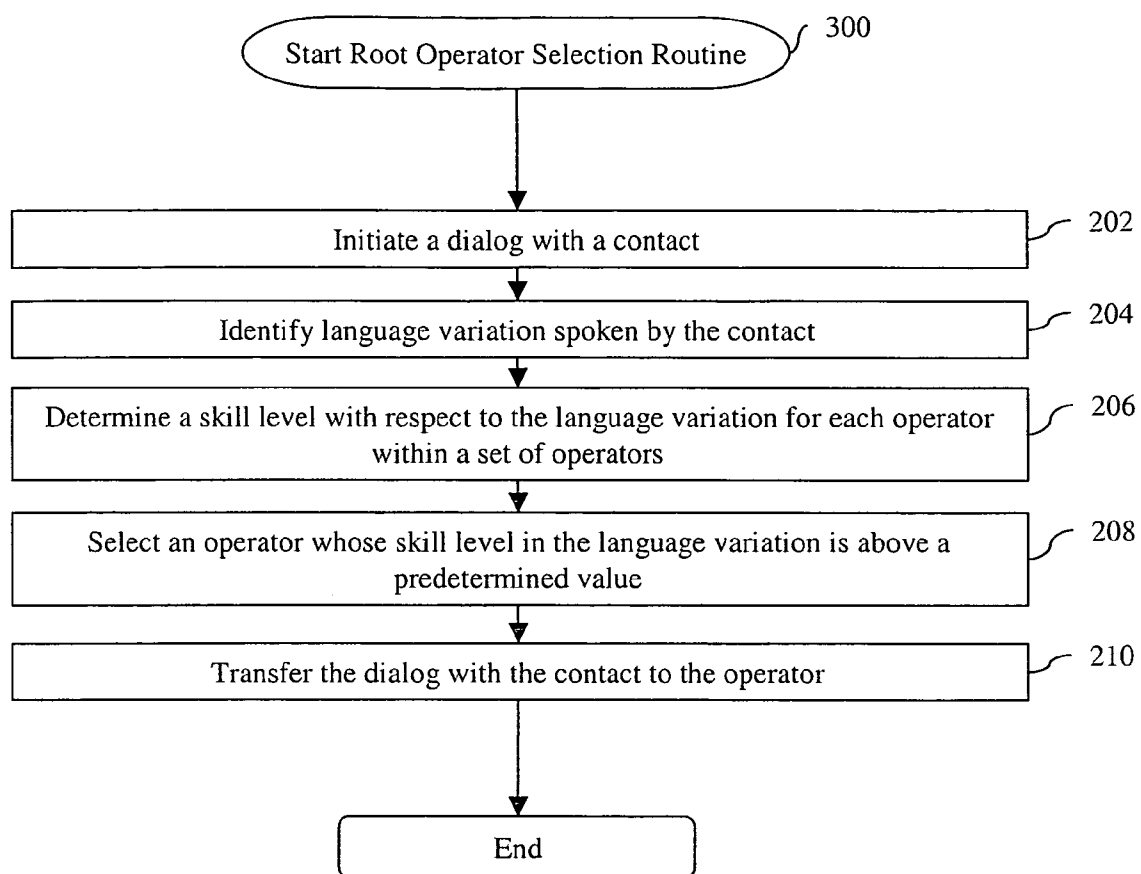 300
Start Root Operator Selection Routine
202
Initiate a dialog with a contact
204
Identify language variation spoken by the contact
206
Determine a skill level with respect to the language variation for each operator
within a set of operators
208
Select an operator whose skill level in the language variation is above a
predetermined value
210
Transfer the dialog with the contact to the operator
End